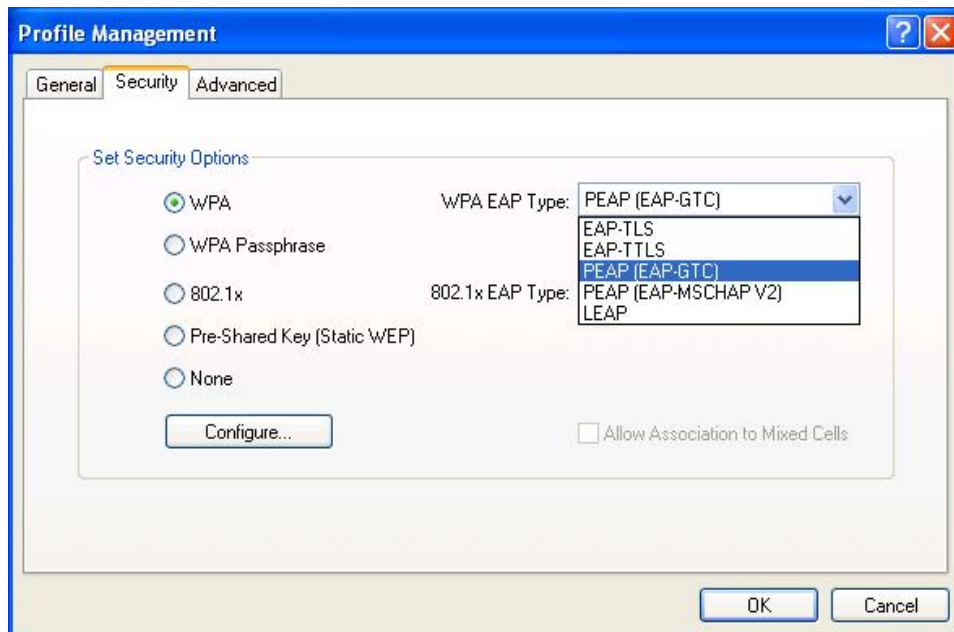 Profile Management
?
General Security Advanced
Set Security Options
WPA WPA EAP Type: PEAP (EAP-GTC)
EAP-TLS
WPA Passphrase EAP-TTLS
PEAP (EAP-GTC)
802.1x 802.1x EAP Type: PEAP (EAP-MSCHAP V2)
LEAP
Pre-Shared Key (Static WEP)
None
Configure... Allow Association to Mixed Cells
OK Cancel